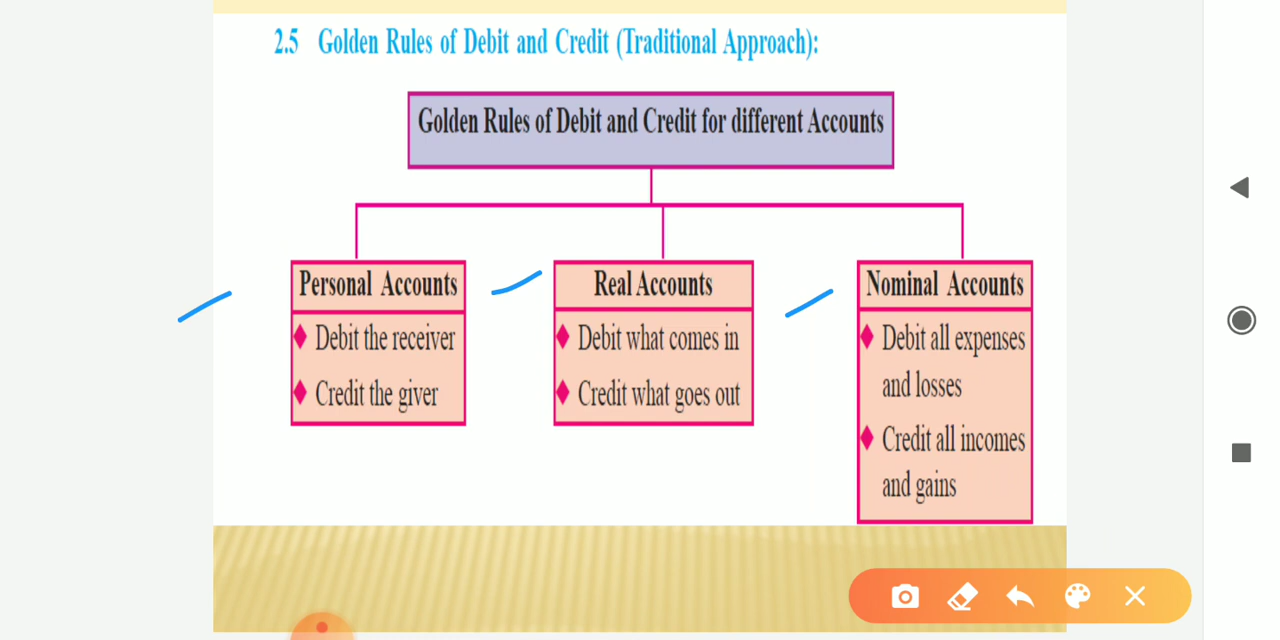 2.5 Golden Rules of Debit and Credit (Traditional Approach):
Golden Rules of Debit and Credit for different Accounts
Personal Accounts
Debit the receiver
Credit the giver
Real Accounts
Debit what comes in
Credit what goes out
Nominal Accounts
Debit all expenses
and losses
Credit all incomes
and gains